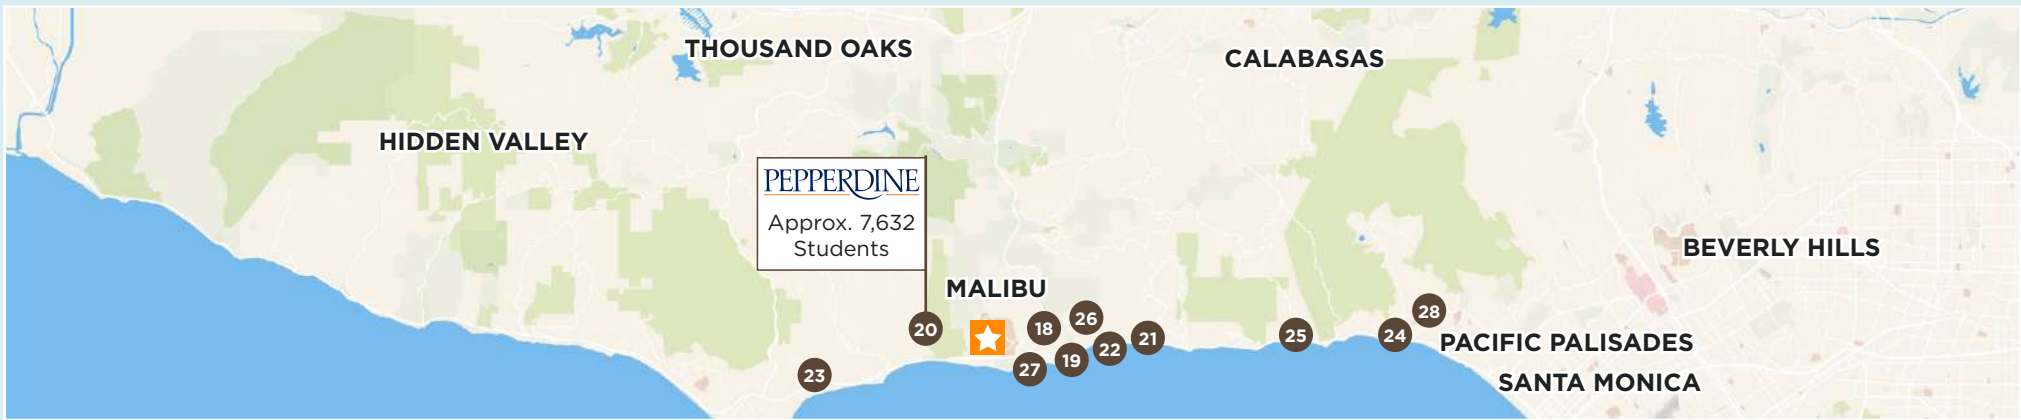 THOUSAND OAKS
CALABASAS
HIDDEN VALLEY
PEPPERDINE
Approx. 7,632
Students
BEVERLY HILLS
MALIBU
20
18
26
28
27
19
22
21
25
24
23
PACIFIC PALISADES
SANTA MONICA